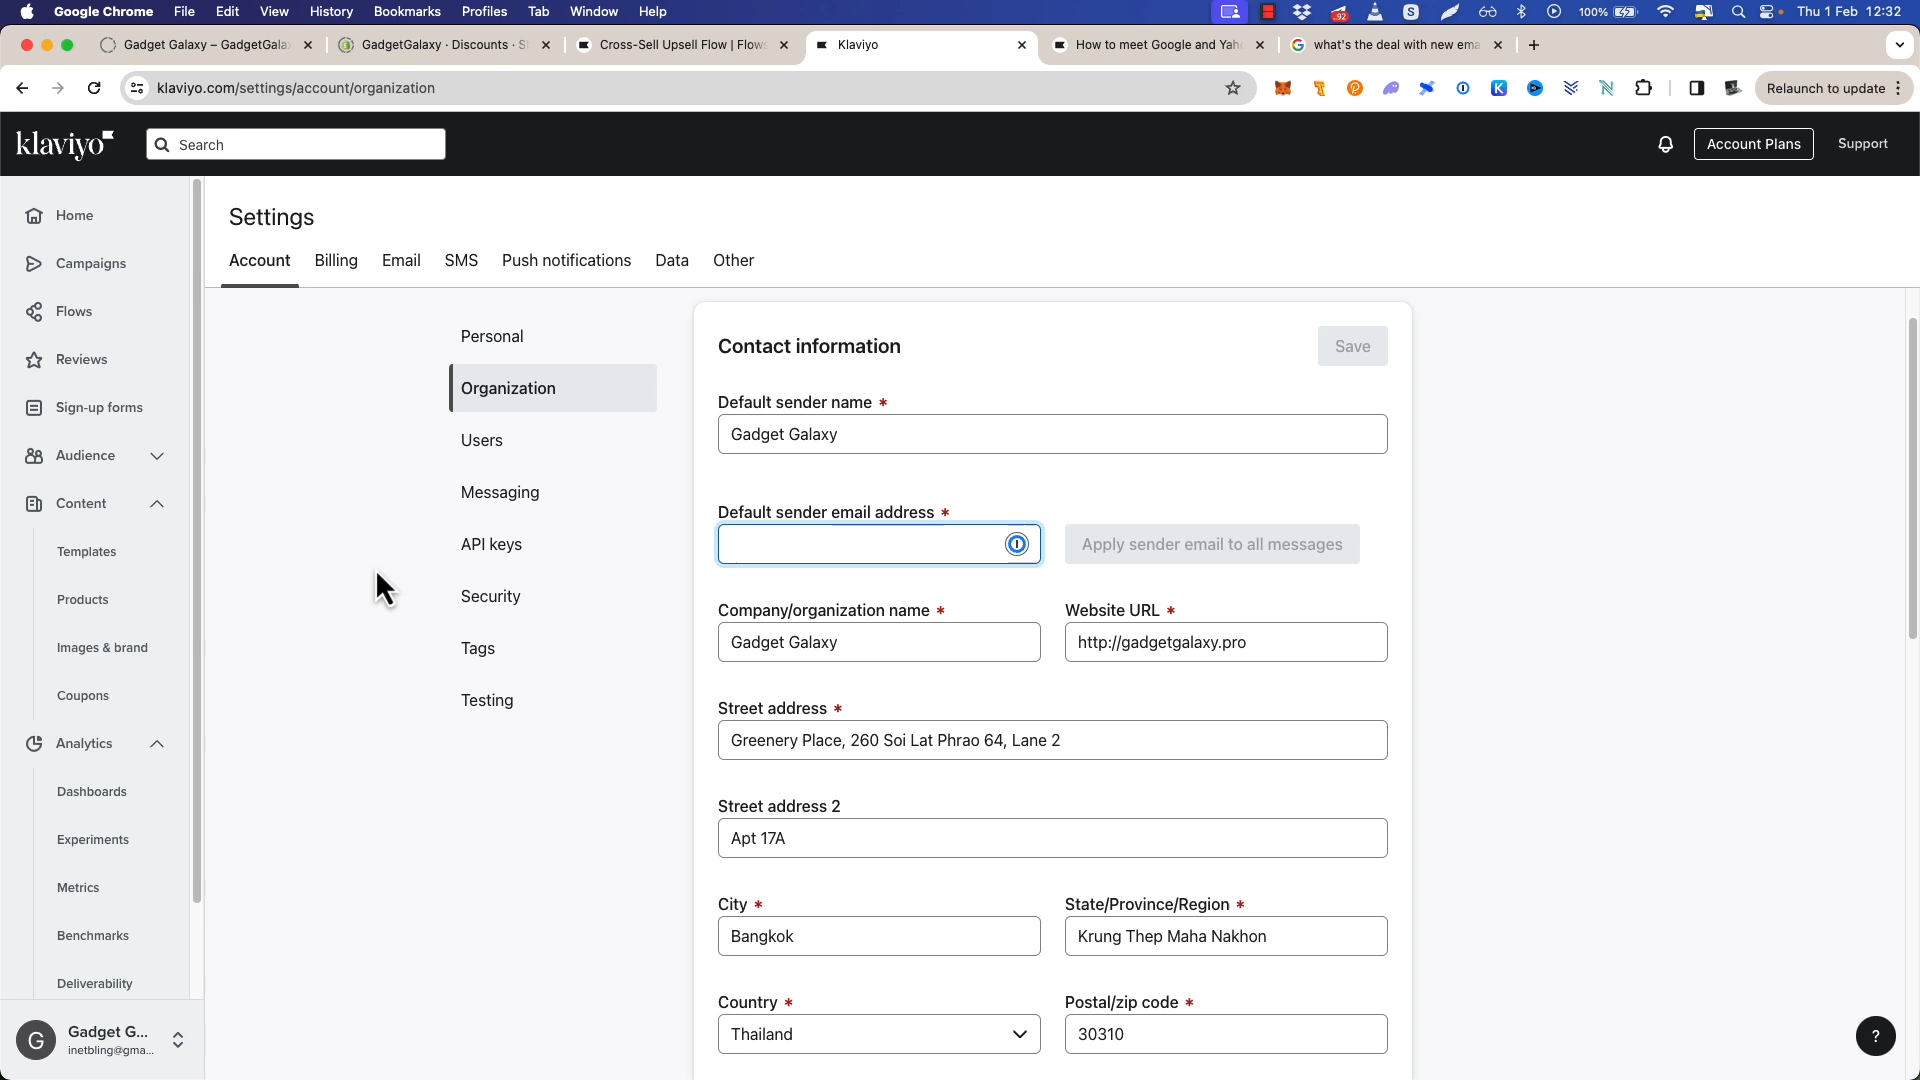 Google Chrome File Edit View History Bookmarks Profiles Tab Window Help 92 S 100% Thu 1 Feb 12:32
Gadget Galaxy – GadgetGala GadgetGalaxy · Discounts · S Cross-Sell Upsell Flow | Flow Klaviyo How to meet Google and Yah what's the deal with new ema
klaviyo.com/settings/account/organization Relaunch to update
klaviyo Search Account Plans Support
Home
Campaigns
Flows
Reviews
Sign-up forms
Audience
Content
Templates
Products
Images & brand
Coupons
Analytics
Dashboards
Experiments
Metrics
Benchmarks
Deliverability
G Gadget G...
inetbling@gma...
Settings
Account Billing Email SMS Push notifications Data Other
Personal
Organization
Users
Messaging
API keys
Security
Tags
Testing
Contact information Save
Default sender name *
Gadget Galaxy
Default sender email address *
Apply sender email to all messages
Company/organization name * Website URL *
Gadget Galaxy http://gadgetgalaxy.pro
Street address *
Greenery Place, 260 Soi Lat Phrao 64, Lane 2
Street address 2
Apt 17A
City * State/Province/Region *
Bangkok Krung Thep Maha Nakhon
Country * Postal/zip code *
Thailand 30310
?